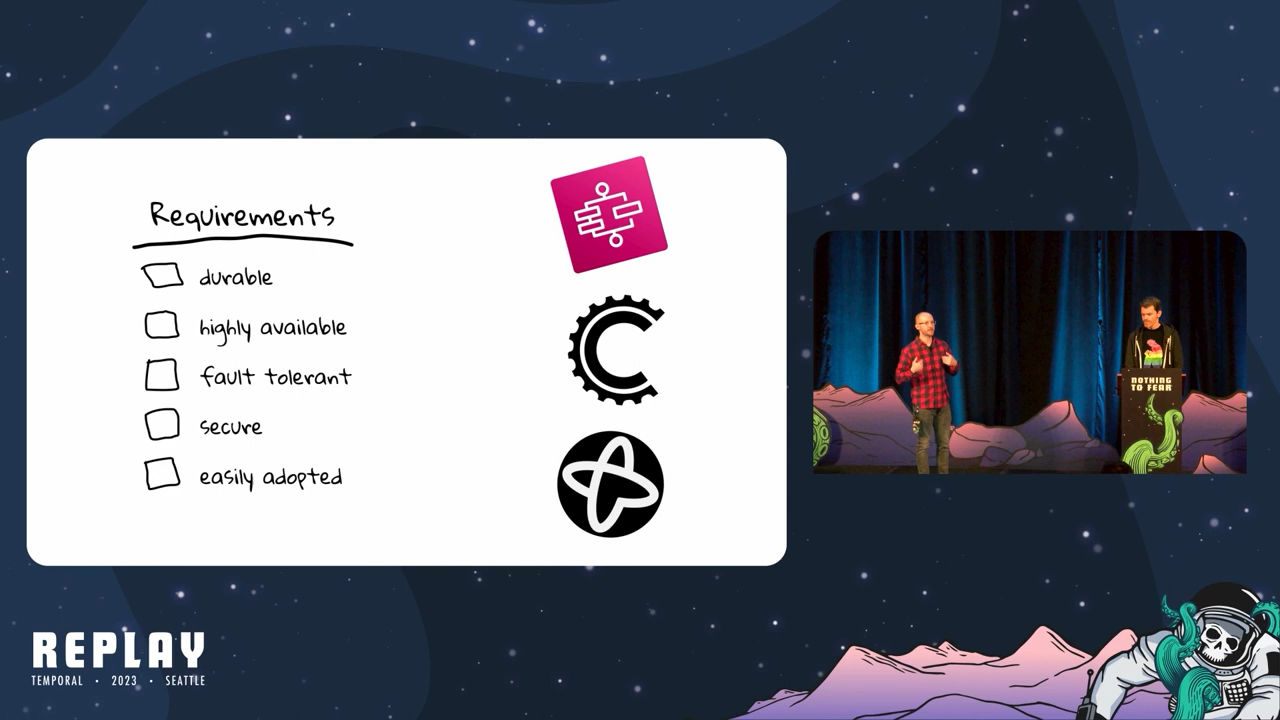 Requirements
durable
highly available
fault tolerant
secure
easily adopted
NOTHING
TO FEAR
REPLAY
TEMPORAL • 2023 • SEATTLE